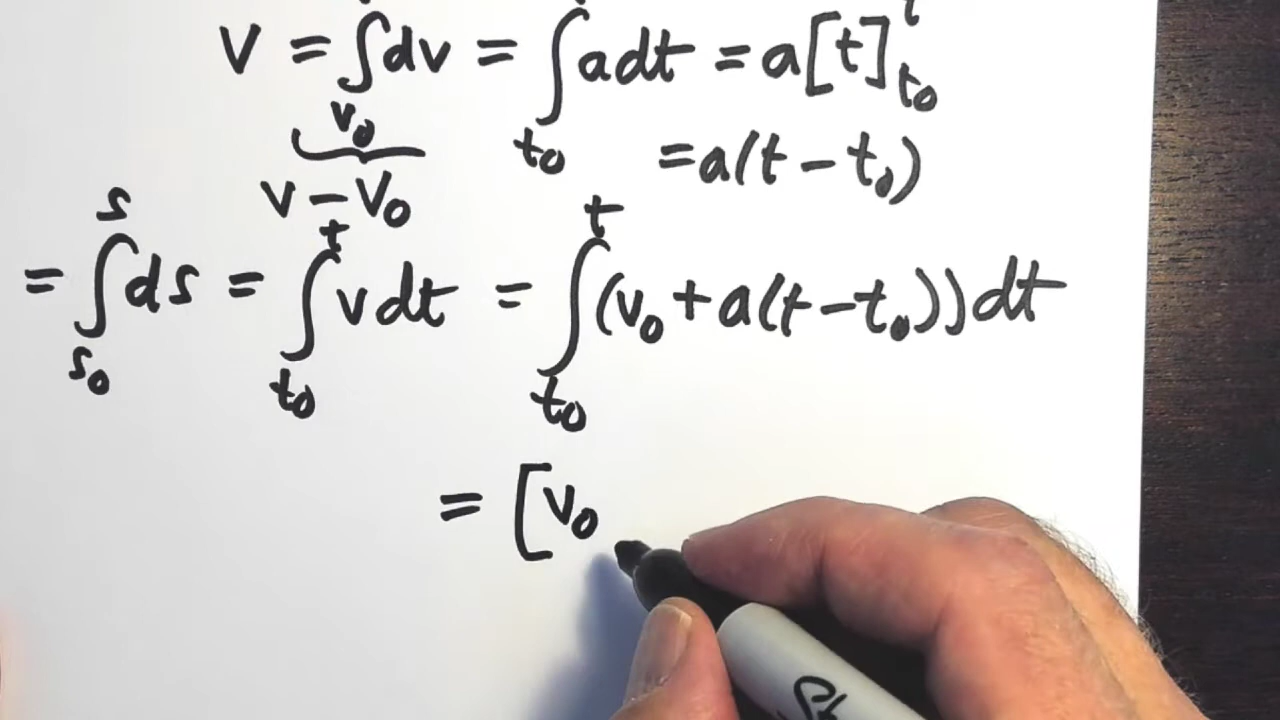 V = ∫dv = ∫adt = a[t]
v₀ t₀ t₀
v – v₀ = a(t – t₀)
s t t
= ∫ds = ∫vdt = ∫(v₀ + a(t – t₀))dt
s₀ t₀ t₀
= [v₀